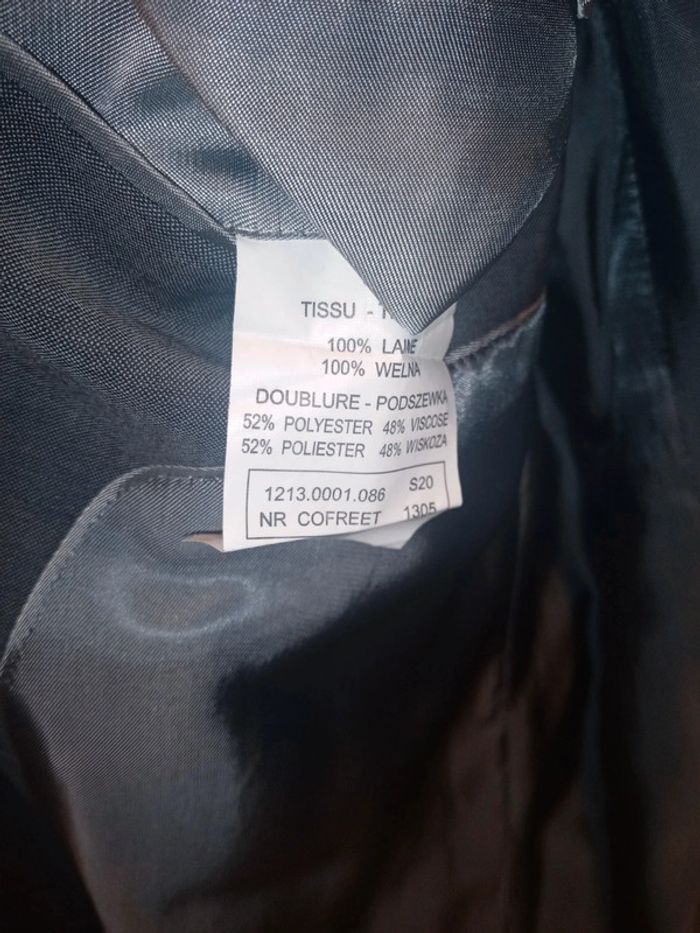 TISSU -
100% LAINE
100% WELNA
DOUBLURE - PODSZEWKA
52% POLYESTER 48% VISCOSE
52% POLIESTER 48% WISKOZA
1213.0001.086 S20
NR COFREET 1305